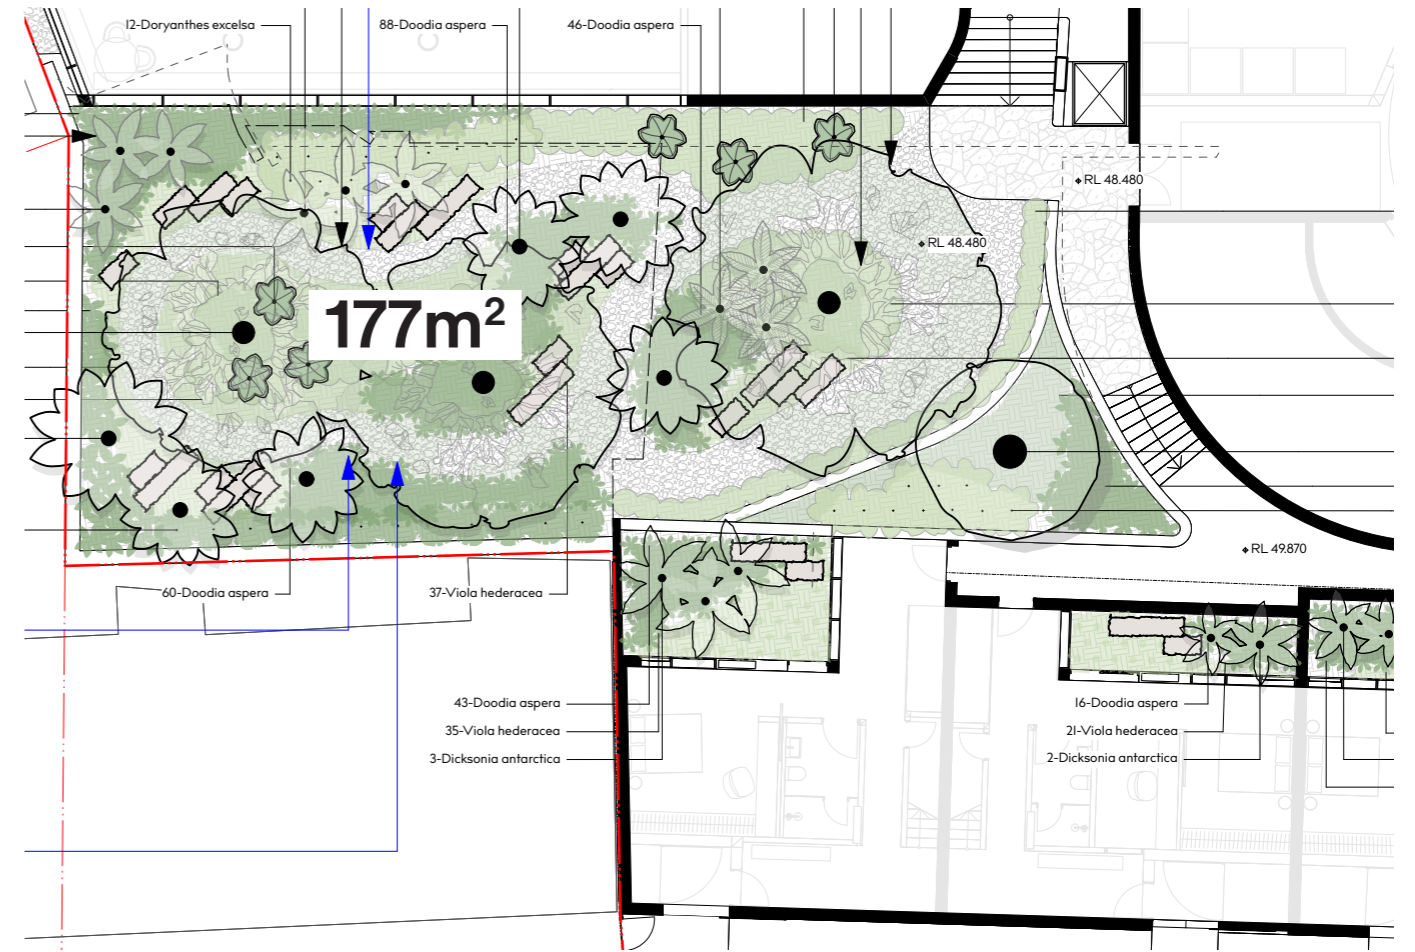 12-Doryanthes excelsa
88-Doodia aspera
46-Doodia aspera
RL 48.480
RL 48.480
177m²
RL 49.870
60-Doodia aspera
37-Viola hederacea
43-Doodia aspera
35-Viola hederacea
3-Dicksonia antarctica
16-Doodia aspera
21-Viola hederacea
2-Dicksonia antarctica